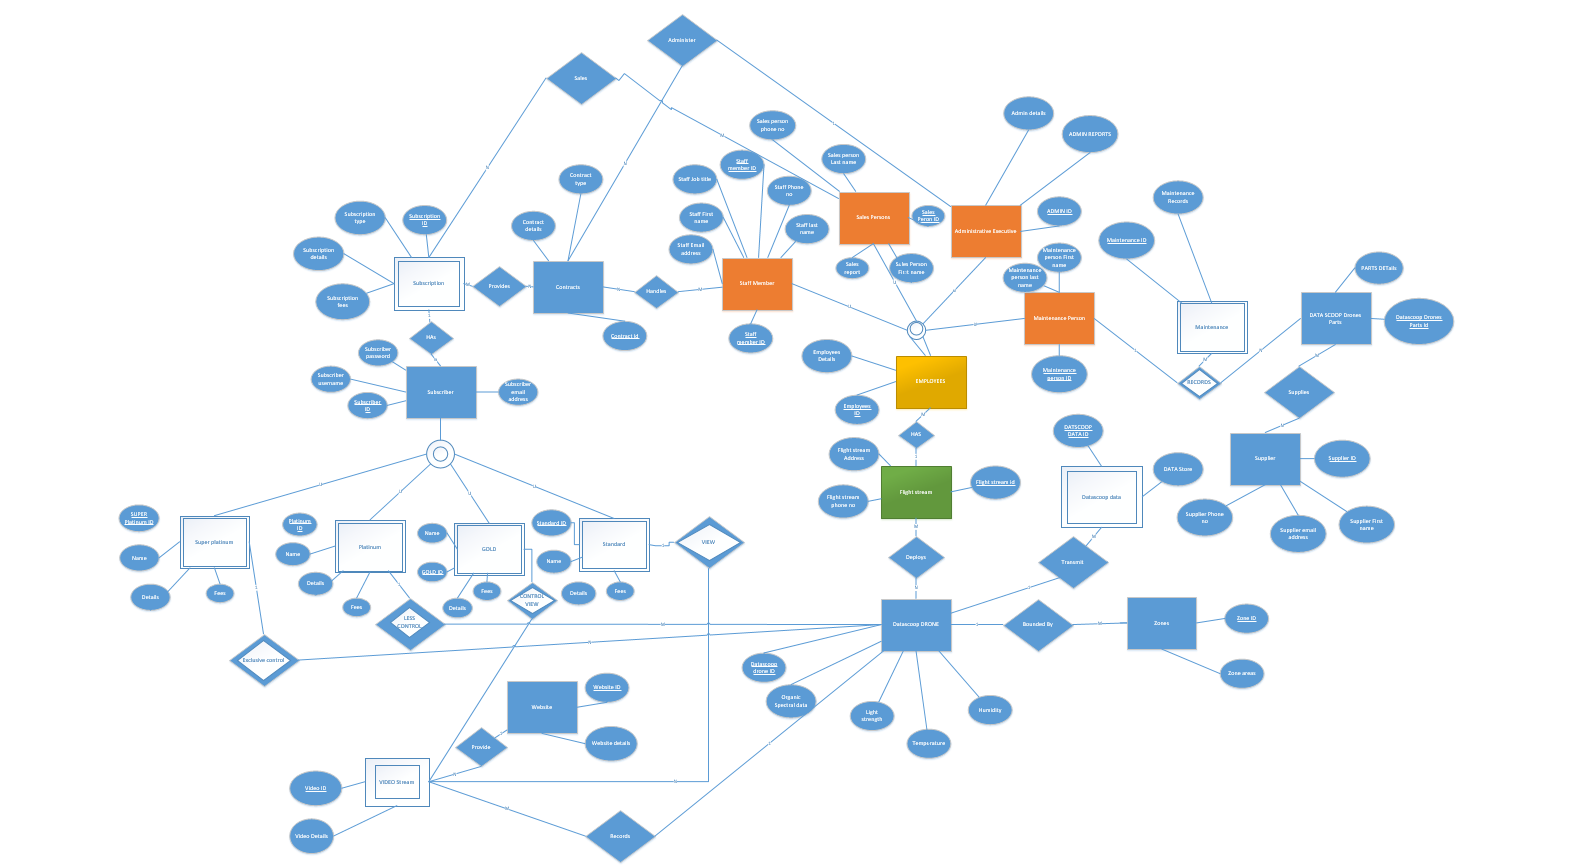 Administer
Sales
Admin details
Sales person
phone no
ADMIN REPORTS
Sales person
Last name
Staff
member ID
Contract
type
Staff Job title
Staff Phone
no
Maintenance
Records
Subscription
type
Subscription
ID
Staff First
name
Sales Persons
Sales
Peron ID
ADMIN ID
Contract
details
Staff last
name
Administrative Executive
Maintenance ID
Subscription
details
Staff Email
address
Maintenance
person First
name
Sales
report
Sales Person
First name
PARTS DETails
Maintenance
person last
name
Subscription
Provides
Contracts
Handles
Staff Member
Subscription
fees
Maintenance Person
Maintenance
DATA SCOOP Drones
Parts
Datascoop Drones
Parts Id
HAs
Contract id
Staff
member ID
Subscriber
password
Employees
Details
Subscriber
username
Subscriber
Subscriber
email
address
EMPLOYEES
Maintenance
person ID
RECORDS
Supplies
Subscriber
ID
Employees
ID
HAS
DATSCOOP
DATA ID
Flight stream
Address
Supplier
Supplier ID
DATA Store
Flight stream
Flight stream id
Flight stream
phone no
Datascoop data
SUPER
Platinum ID
Platinum
ID
Name
Standard ID
Supplier Phone
no
Supplier email
address
Supplier First
name
Super platinum
Platinum
GOLD
Standard
VIEW
Name
Name
Name
Deploys
Transmit
GOLD ID
Details
Details
Fees
Fees
Details
Fees
CONTROL
VIEW
Details
Fees
LESS
CONTROL
Datascoop DRONE
Bounded By
Zones
Zone ID
Exclusive control
Datascoop
drone ID
Zone areas
Website ID
Organic
Spectral data
Website
Light
strength
Humidity
Provide
Website details
Temperature
VIDEO Stream
Video ID
Video Details
Records